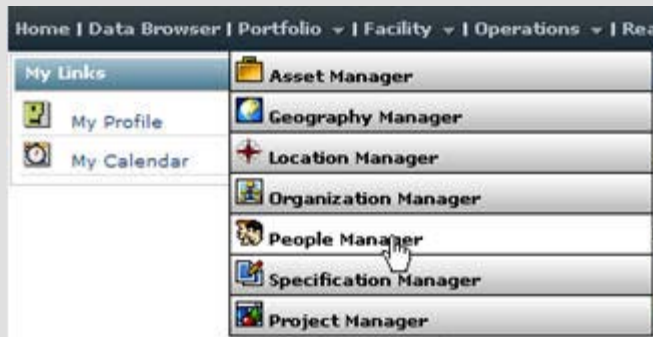 Home | Data Browser | Portfolio | Facility | Operations | Rea
My Links
My Profile
My Calendar
Asset Manager
Geography Manager
Location Manager
Organization Manager
People Manager
Specification Manager
Project Manager